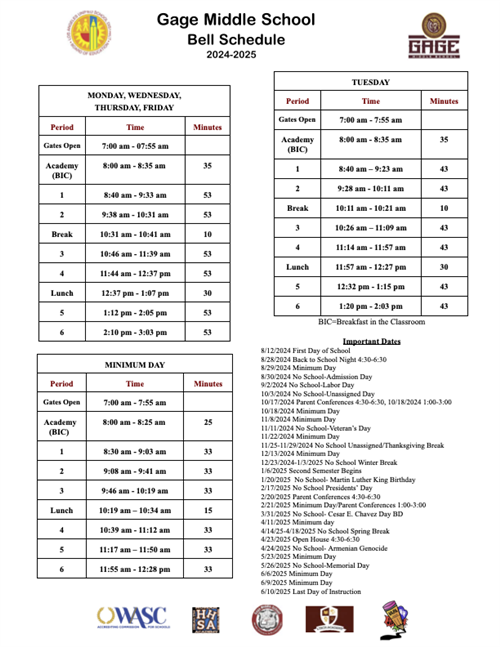 Gage Middle School
Bell Schedule
2024-2025
GAGE
MIDDLE SCHOOL
MONDAY, WEDNESDAY,
THURSDAY, FRIDAY
Period Time Minutes
Gates Open 7:00 am - 07:55 am
Academy (BIC) 8:00 am - 8:35 am 35
1 8:40 am - 9:33 am 53
2 9:38 am - 10:31 am 53
Break 10:31 am - 10:41 am 10
3 10:46 am - 11:39 am 53
4 11:44 am - 12:37 pm 53
Lunch 12:37 pm - 1:07 pm 30
5 1:12 pm - 2:05 pm 53
6 2:10 pm - 3:03 pm 53
TUESDAY
Period Time Minutes
Gates Open 7:00 am - 7:55 am
Academy (BIC) 8:00 am - 8:35 am 35
1 8:40 am – 9:23 am 43
2 9:28 am - 10:11 am 43
Break 10:11 am - 10:21 am 10
3 10:26 am – 11:09 am 43
4 11:14 am - 11:57 am 43
Lunch 11:57 am - 12:27 pm 30
5 12:32 pm - 1:15 pm 43
6 1:20 pm - 2:03 pm 43
BIC=Breakfast in the Classroom
MINIMUM DAY
Period Time Minutes
Gates Open 7:00 am - 7:55 am
Academy (BIC) 8:00 am - 8:25 am 25
1 8:30 am - 9:03 am 33
2 9:08 am - 9:41 am 33
3 9:46 am - 10:19 am 33
Lunch 10:19 am – 10:34 am 15
4 10:39 am - 11:12 am 33
5 11:17 am – 11:50 am 33
6 11:55 am - 12:28 pm 33
Important Dates
8/12/2024 First Day of School
8/28/2024 Back to School Night 4:30-6:30
8/29/2024 Minimum Day
8/30/2024 No School-Admission Day
9/2/2024 No School-Labor Day
10/3/2024 No School-Unassigned Day
10/17/2024 Parent Conferences 4:30-6:30, 10/18/2024 1:00-3:00
10/18/2024 Minimum Day
11/8/2024 Minimum Day
11/11/2024 No School-Veteran's Day
11/22/2024 Minimum Day
11/25-11/29/2024 No School Unassigned/Thanksgiving Break
12/13/2024 Minimum Day
12/23/2024-1/3/2025 No School Winter Break
1/6/2025 Second Semester Begins
1/20/2025 No School- Martin Luther King Birthday
2/17/2025 No School Presidents' Day
2/20/2025 Parent Conferences 4:30-6:30
2/21/2025 Minimum Day/Parent Conferences 1:00-3:00
3/31/2025 No School- Cesar E. Chavez Day BD
4/11/2025 Minimum day
4/14/25-4/18/2025 No School Spring Break
4/23/2025 Open House 4:30-6:30
4/24/2025 No School- Armenian Genocide
5/23/2025 Minimum Day
5/26/2025 No School-Memorial Day
6/6/2025 Minimum Day
6/9/2025 Minimum Day
6/10/2025 Last Day of Instruction
WASC
ACCREDITING COMMISSION FOR SCHOOLS
HH
SA